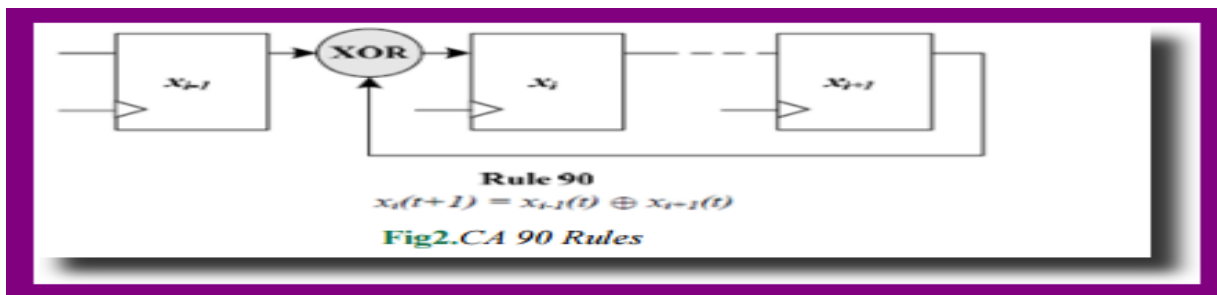 XOR
xᵢ₋₁
xᵢ
xᵢ₊₁
Rule 90
xᵢ(t+1) = xᵢ₋₁(t) ⊕ xᵢ₊₁(t)
Fig2.CA 90 Rules